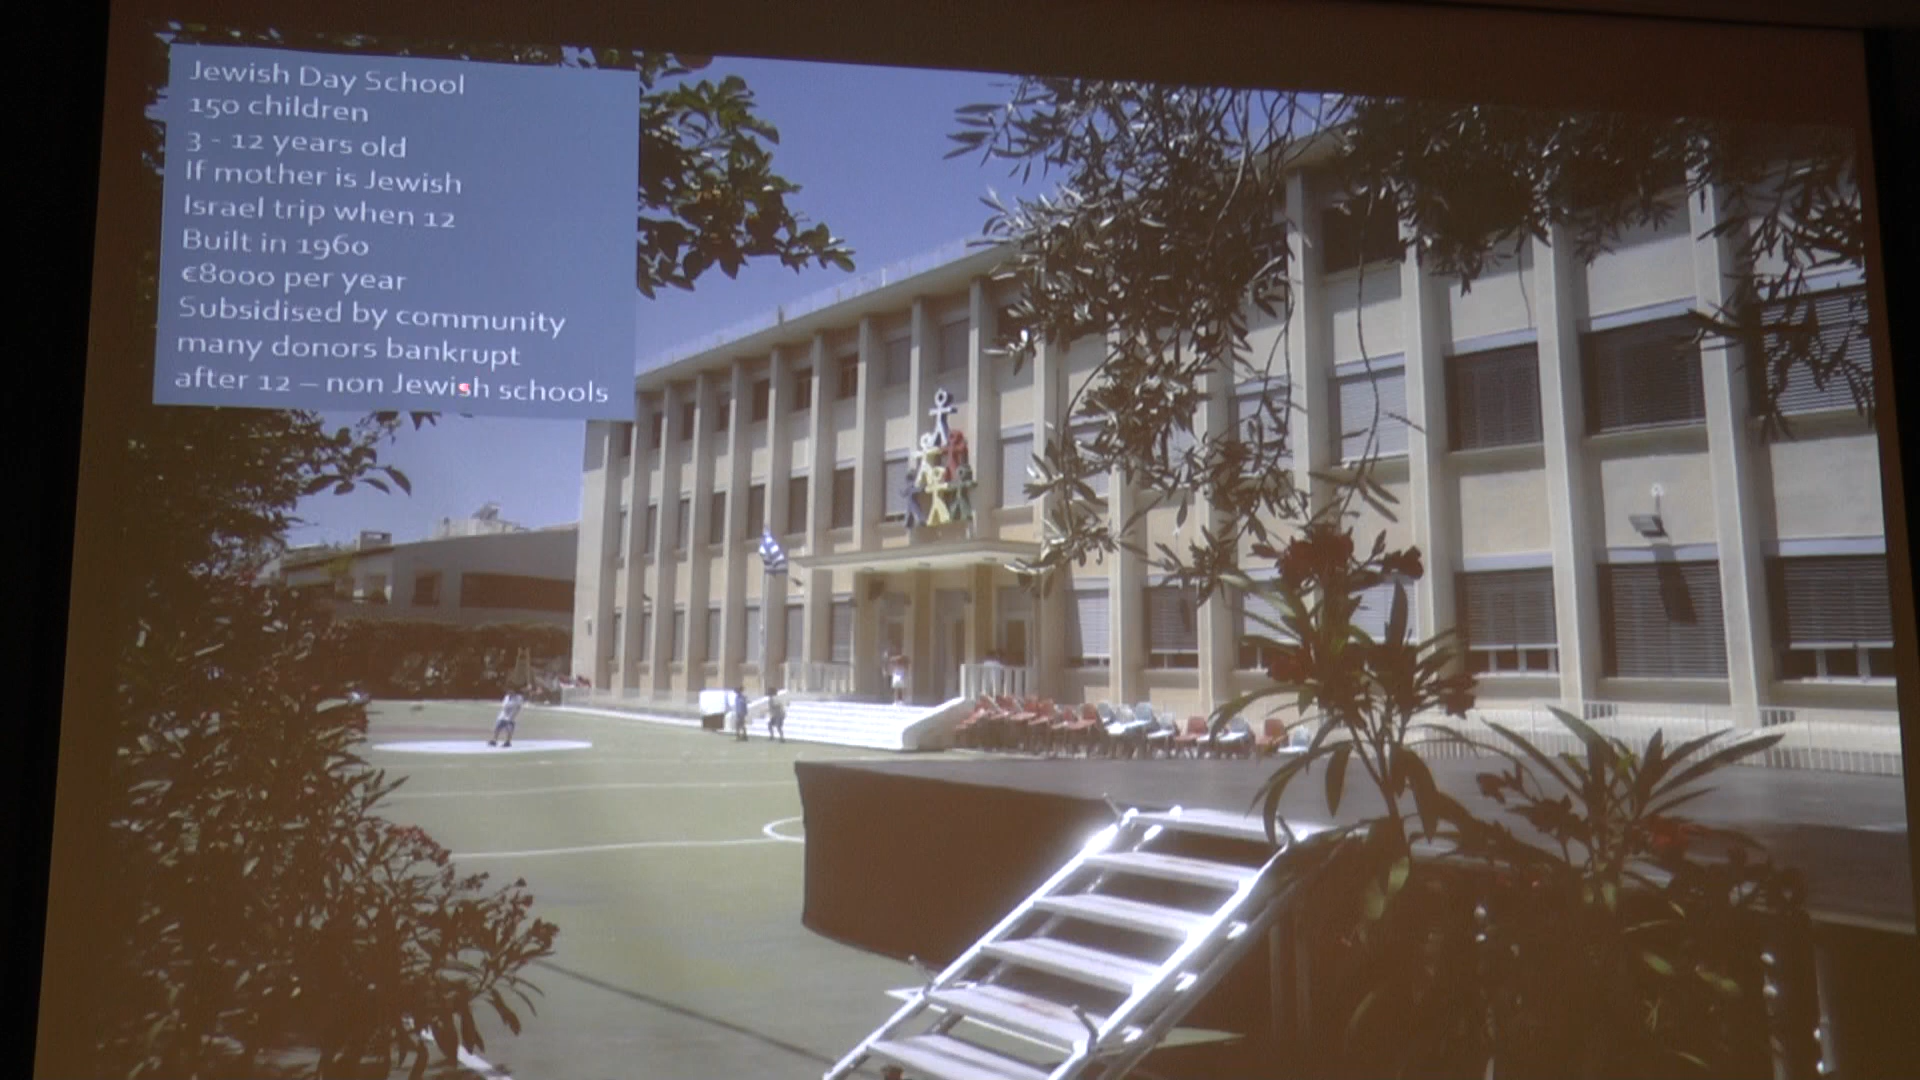 Jewish Day School
150 children
3 - 12 years old
If mother is Jewish
Israel trip when 12
Built in 1960
€8000 per year
Subsidised by community
many donors bankrupt
after 12 – non Jewish schools